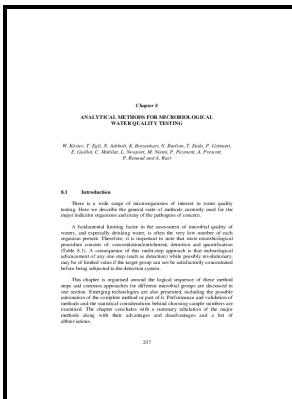 Chapter 8
ANALYTICAL METHODS FOR MICROBIOLOGICAL
WATER QUALITY TESTING
W. Köster, T. Egli, N. Ashbolt, K. Botzenhart, N. Burlion, T. Endo, P. Grimont,
E. Guillot, C. Mabilat, L. Newport, M. Niemi, P. Payment, A. Prescott,
P. Renaud and A. Rust
8.1 Introduction
There is a wide range of microorganisms of interest in water quality
testing. Here we describe the general suite of methods currently used for the
major indicator organisms and many of the pathogens of concern.
A fundamental limiting factor in the assessment of microbial quality of
waters, and especially drinking water, is often the very low number of each
organism present. Therefore, it is important to note that most microbiological
procedure consists of: concentration/enrichment, detection and quantification
(Table 8.1). A consequence of this multi-step approach is that technological
advancement of any one step (such as detection) while possibly revolutionary,
may be of limited value if the target group can not be satisfactorily concentrated
before being subjected to the detection system.
This chapter is organised around the logical sequence of these method
steps and common approaches for different microbial groups are discussed in
one section. Emerging technologies are also presented, including the possible
automation of the complete method or part of it. Performance and validation of
methods and the statistical considerations behind choosing sample numbers are
examined. The chapter concludes with a summary tabulation of the major
methods along with their advantages and disadvantages and a list of
abbreviations.
237